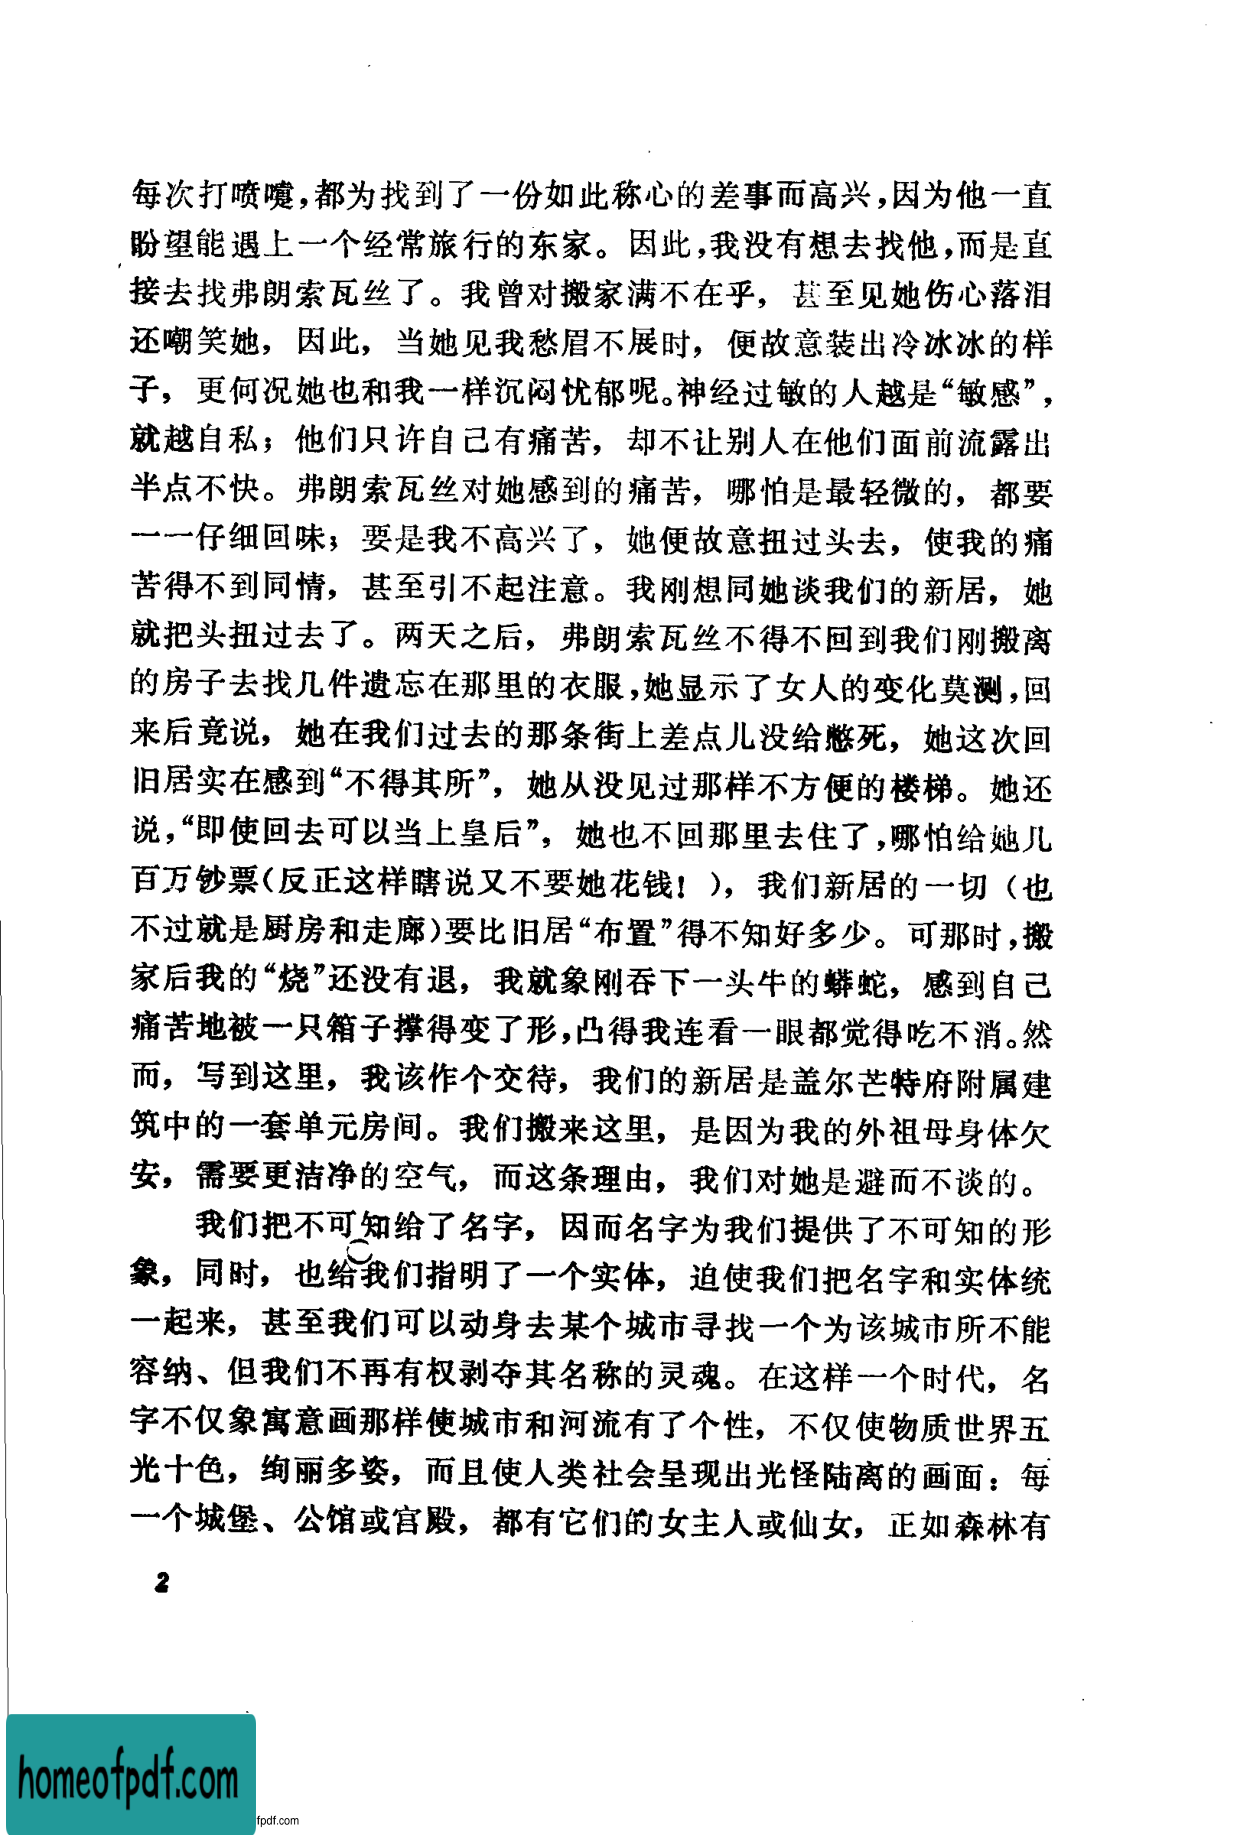 每次打喷嚏，都为找到了一份如此称心的差事而高兴，因为他一直
盼望能遇上一个经常旅行的东家。因此，我没有想去找他，而是直
接去找弗朗索瓦丝了。我曾对搬家满不在乎，甚至见她伤心落泪
还嘲笑她，因此，当她见我愁眉不展时，便故意装出冷冰冰的样
子，更何况她也和我一样沉闷忧郁呢。神经过敏的人越是“敏感”，
就越自私；他们只许自己有痛苦，却不让别人在他们面前流露出
半点不快。弗朗索瓦丝对她感到的痛苦，哪怕是最轻微的，都要
一一仔细回味；要是我不高兴了，她便故意扭过头去，使我的痛
苦得不到同情，甚至引不起注意。我刚想同她谈我们的新居，她
就把头扭过去了。两天之后，弗朗索瓦丝不得不回到我们刚搬离
的房子去找几件遗忘在那里的衣服，她显示了女人的变化莫测，回
来后竟说，她在我们过去的那条街上差点儿没给憋死，她这次回
旧居实在感到“不得其所”，她从没见过那样不方便的楼梯。她还
说，“即使回去可以当上皇后”，她也不回那里去住了，哪怕给她几
百万钞票（反正这样瞎说又不要她花钱！），我们新居的一切（也
不过就是厨房和走廊）要比旧居“布置”得不知好多少。可那时，搬
家后我的“烧”还没有退，我就象刚吞下一头牛的蟒蛇，感到自己
痛苦地被一只箱子撑得变了形，凸得我连看一眼都觉得吃不消。然
而，写到这里，我该作个交待，我们的新居是盖尔芒特府附属建
筑中的一套单元房间。我们搬来这里，是因为我的外祖母身体欠
安，需要更洁净的空气，而这条理由，我们对她是避而不谈的。
我们把不可知给了名字，因而名字为我们提供了不可知的形
象，同时，也给我们指明了一个实体，迫使我们把名字和实体统
一起来，甚至我们可以动身去某个城市寻找一个为该城市所不能
容纳、但我们不再有权剥夺其名称的灵魂。在这样一个时代，名
字不仅象寓意画那样使城市和河流有了个性，不仅使物质世界五
光十色，绚丽多姿，而且使人类社会呈现出光怪陆离的画面：每
一个城堡、公馆或宫殿，都有它们的女主人或仙女，正如森林有
2
homeofpdf.com
fpdf.com